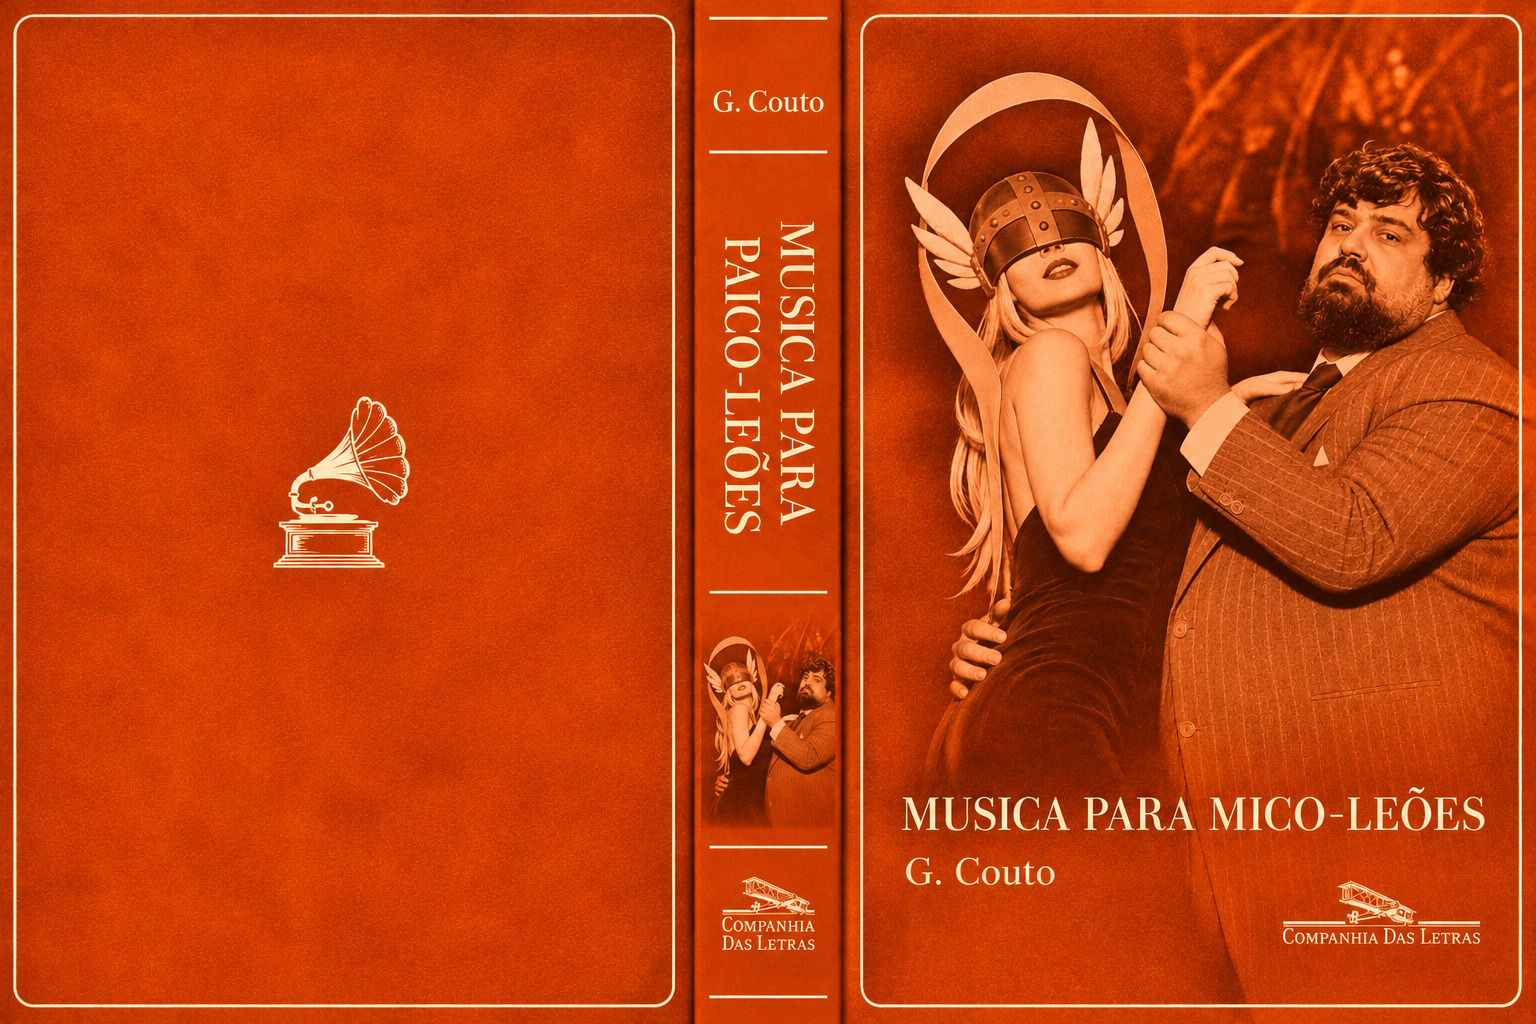 G. Couto
MUSICA PARA
PAICO-LEÕES
COMPANHIA
DAS LETRAS
MUSICA PARA MICO-LEÕES
G. Couto
COMPANHIA DAS LETRAS